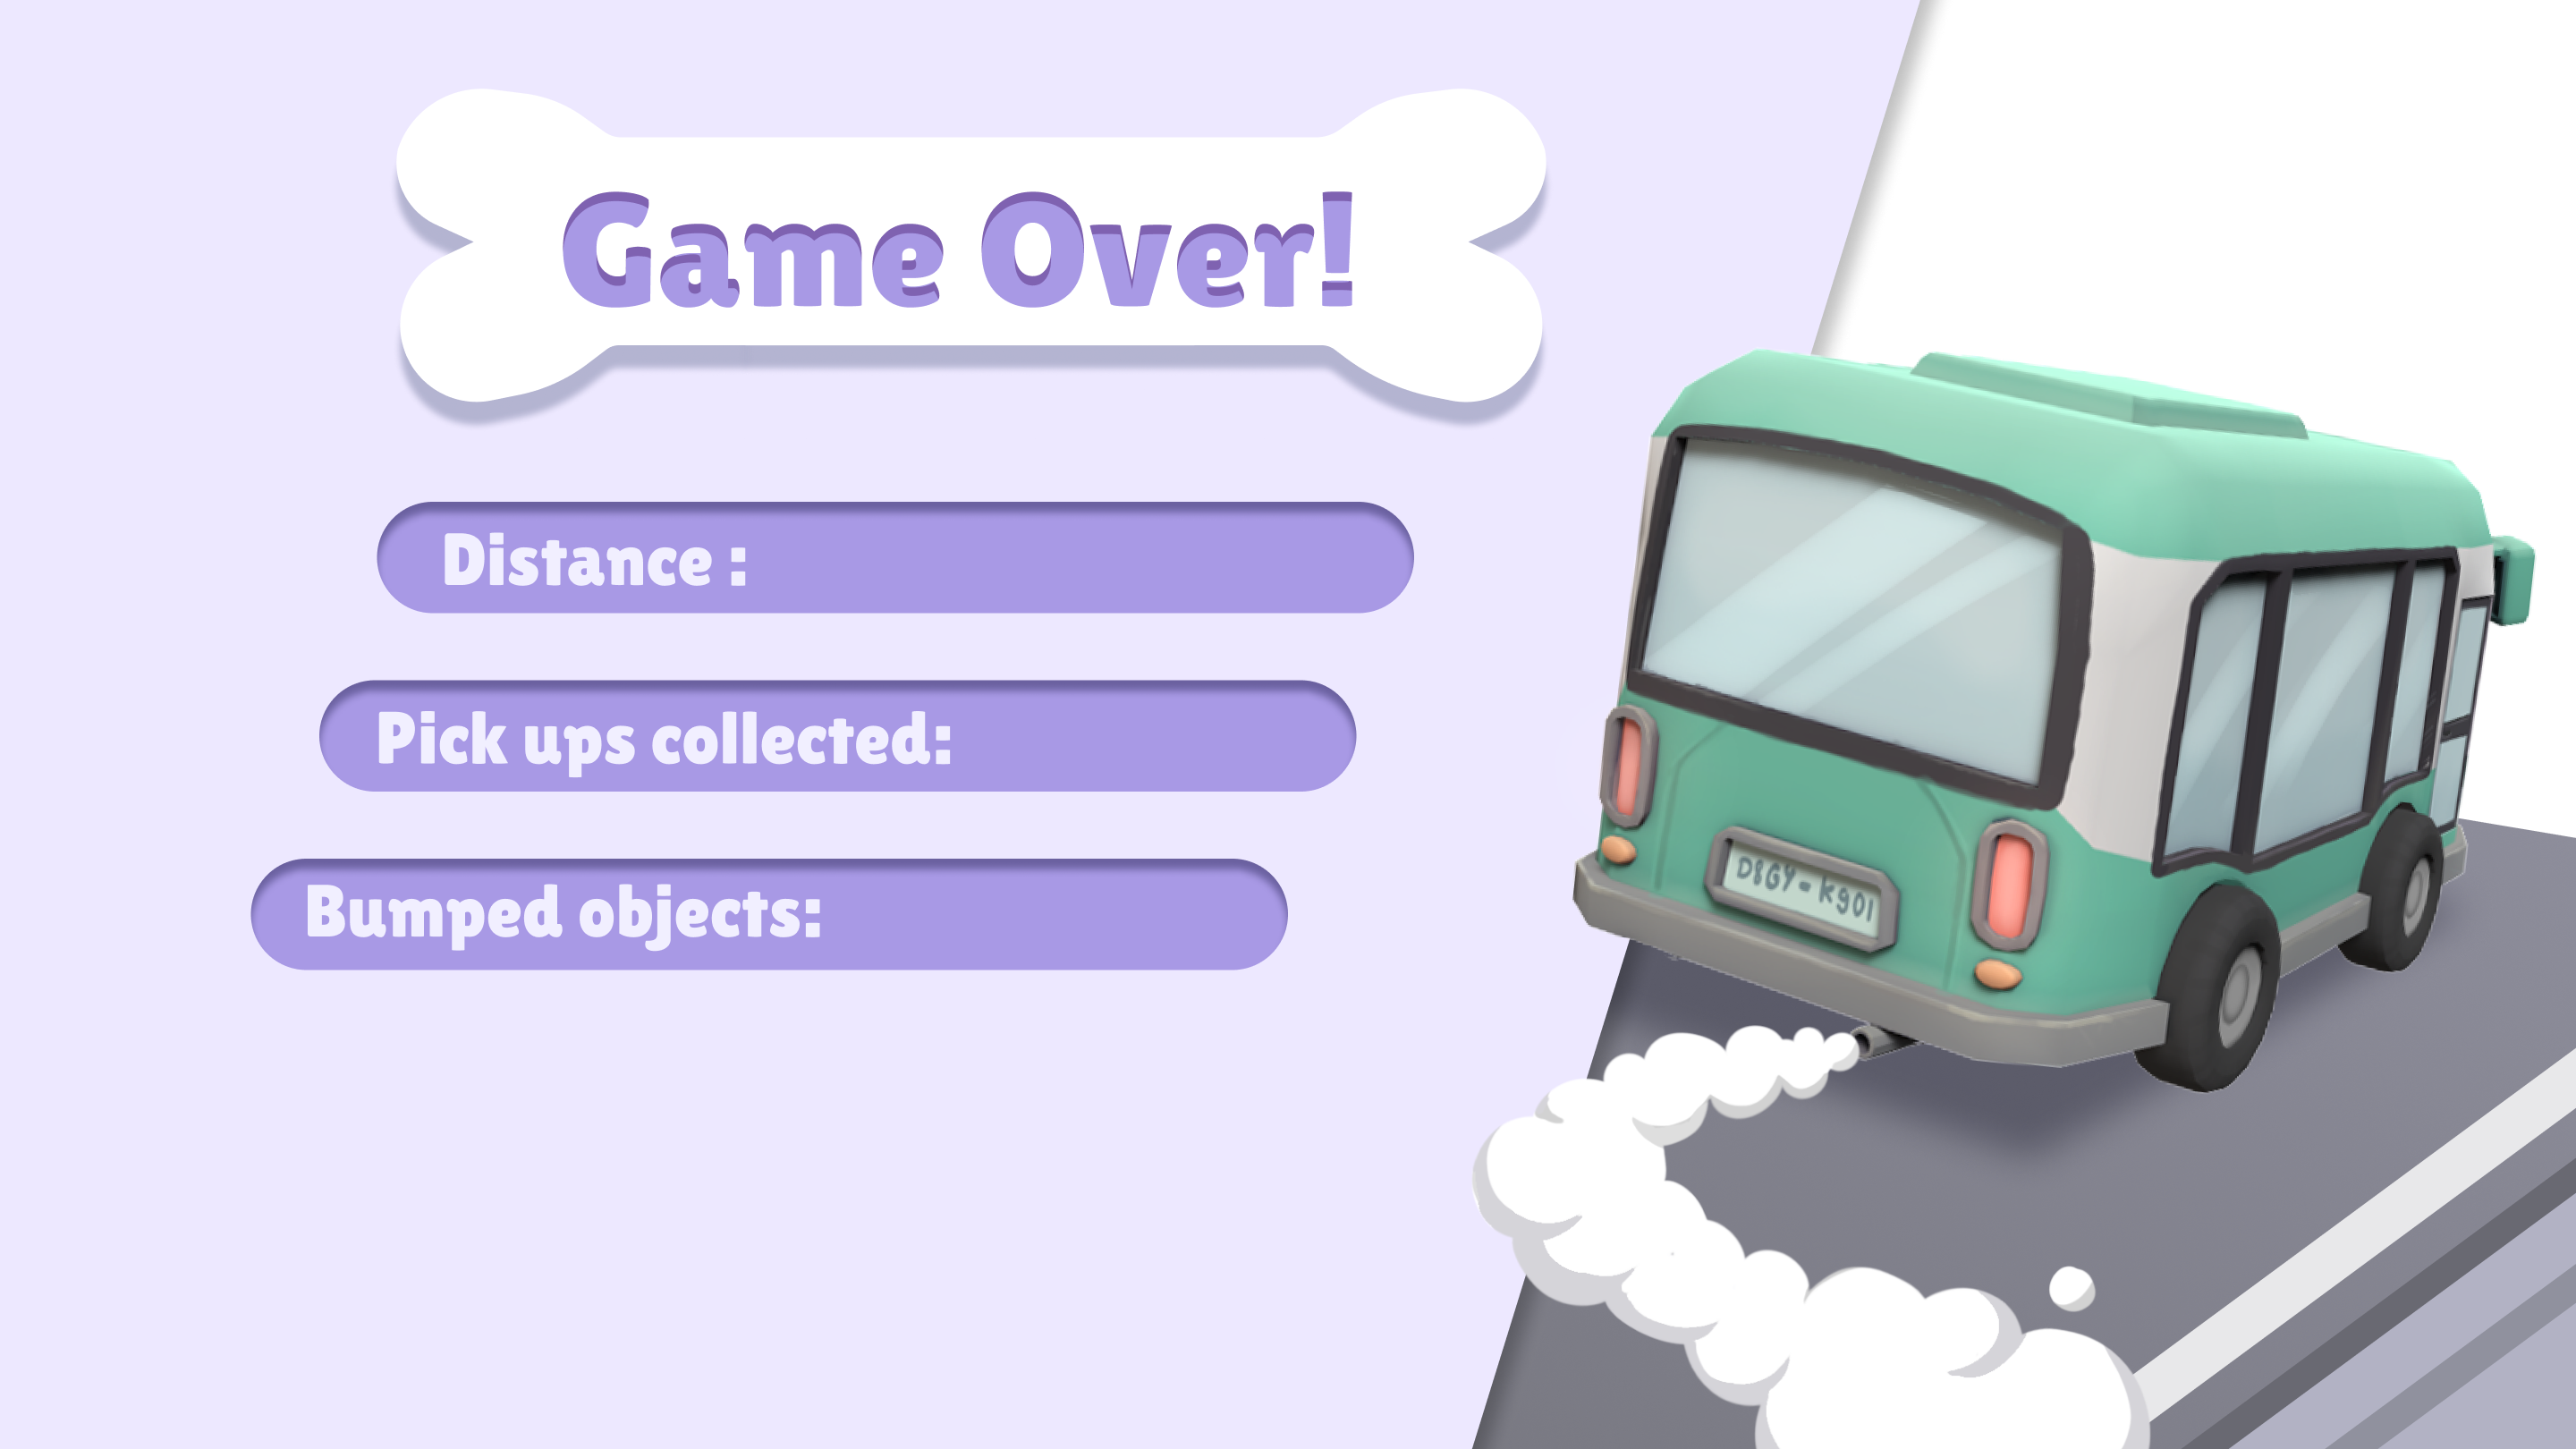 Game Over!
Distance :
Pick ups collected:
Bumped objects:
D8GY-K901